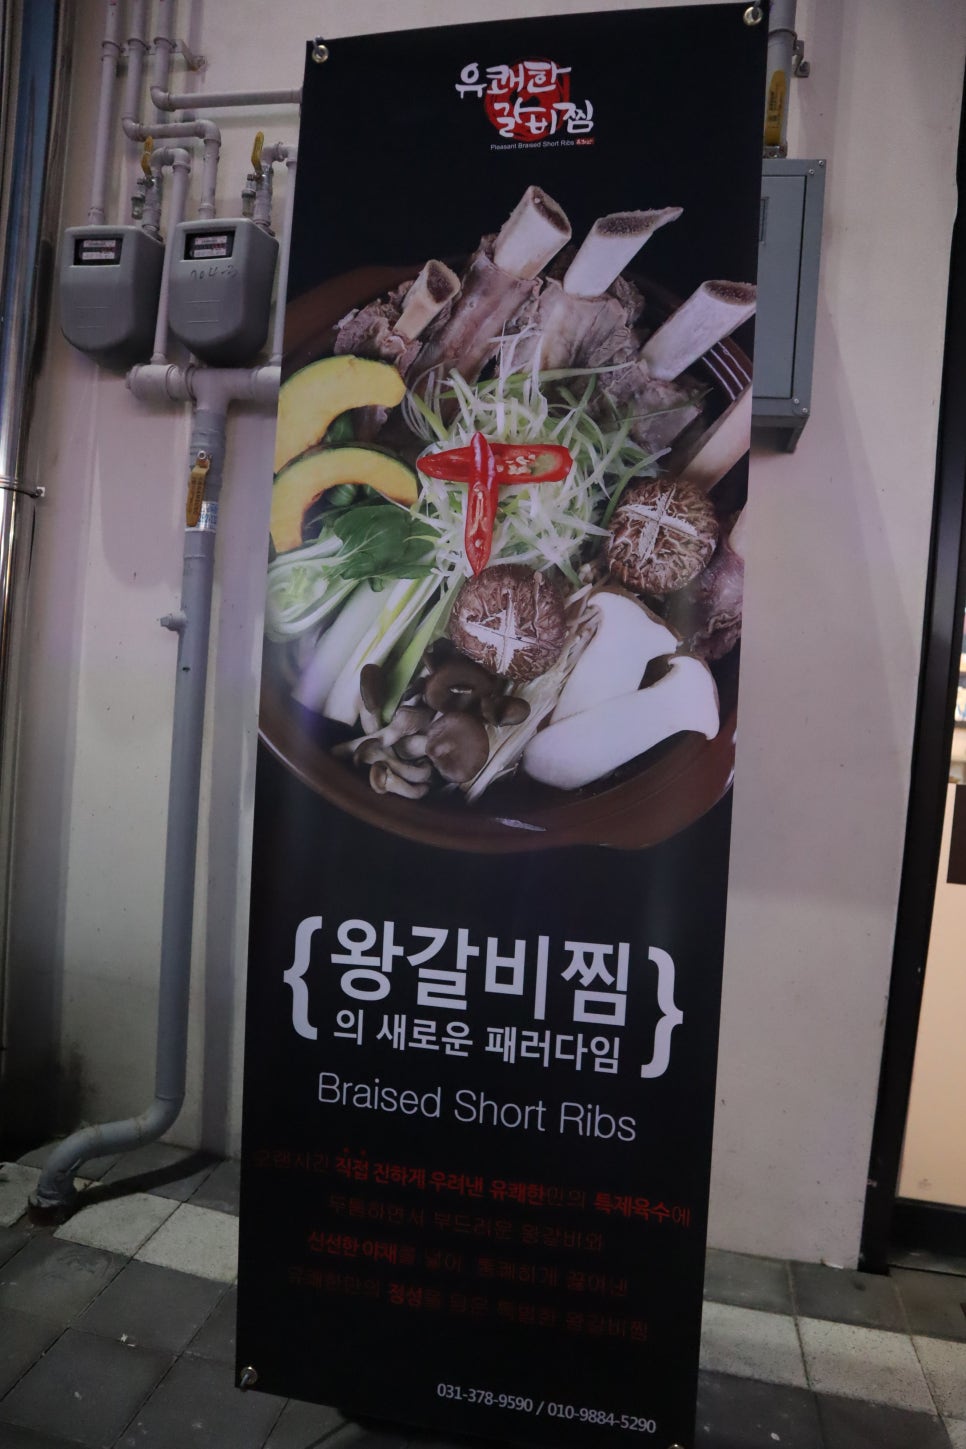 유쾌한
갈비찜
Pleasant Braised Short Ribs
704-3
{ 왕갈비찜
의 새로운 패러다임 }
Braised Short Ribs
오랜시간 직접 진하게 우려낸 유쾌한만의 특제육수에
두툼하면서 부드러운 왕갈비와
신선한 야채를 넣어 통쾌하게 끓여낸
유쾌한만의 정성을 담은 특별한 왕갈비찜
031-378-9590 / 010-9884-5290